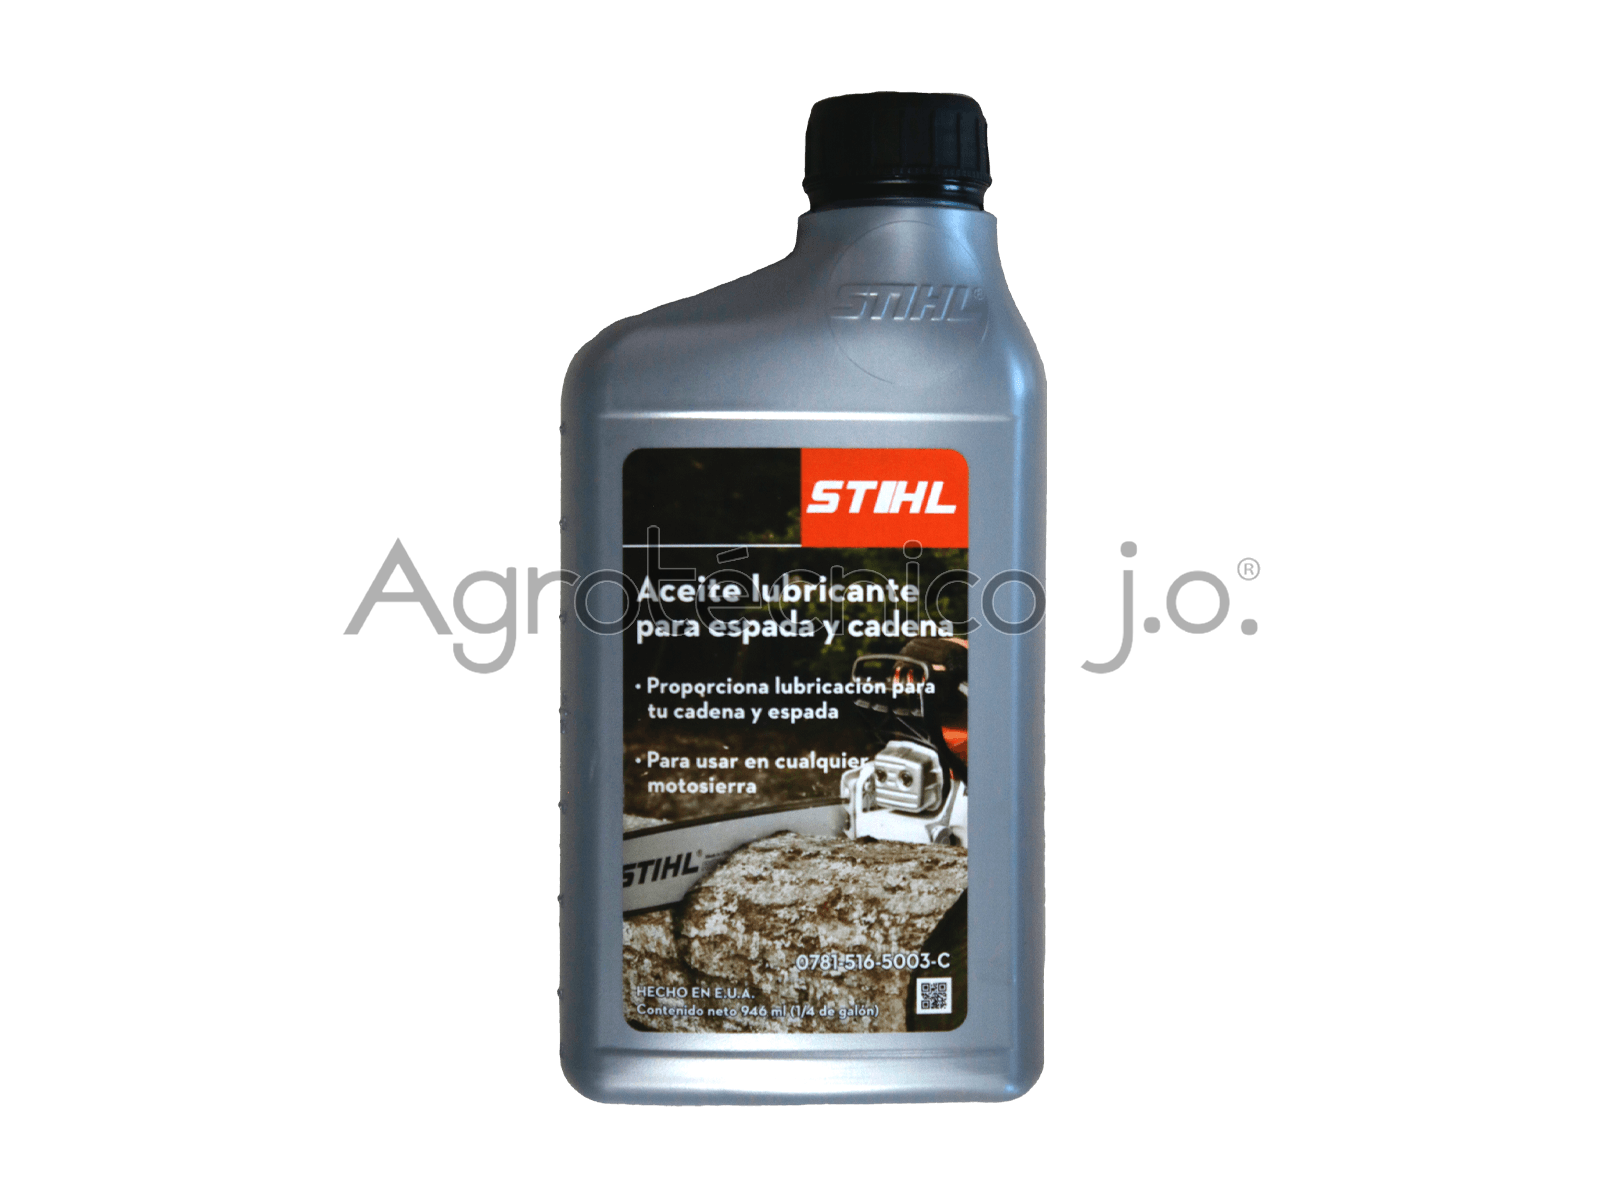 STIHL®
STIHL
Agrotécnico j.o.®
Aceite lubricante
para espada y cadena
• Proporciona lubricación para
tu cadena y espada
• Para usar en cualquier
motosierra
STIHL®
0781-516-5003-C
HECHO EN E.U.A.
Contenido neto 946 ml (1/4 de galón)